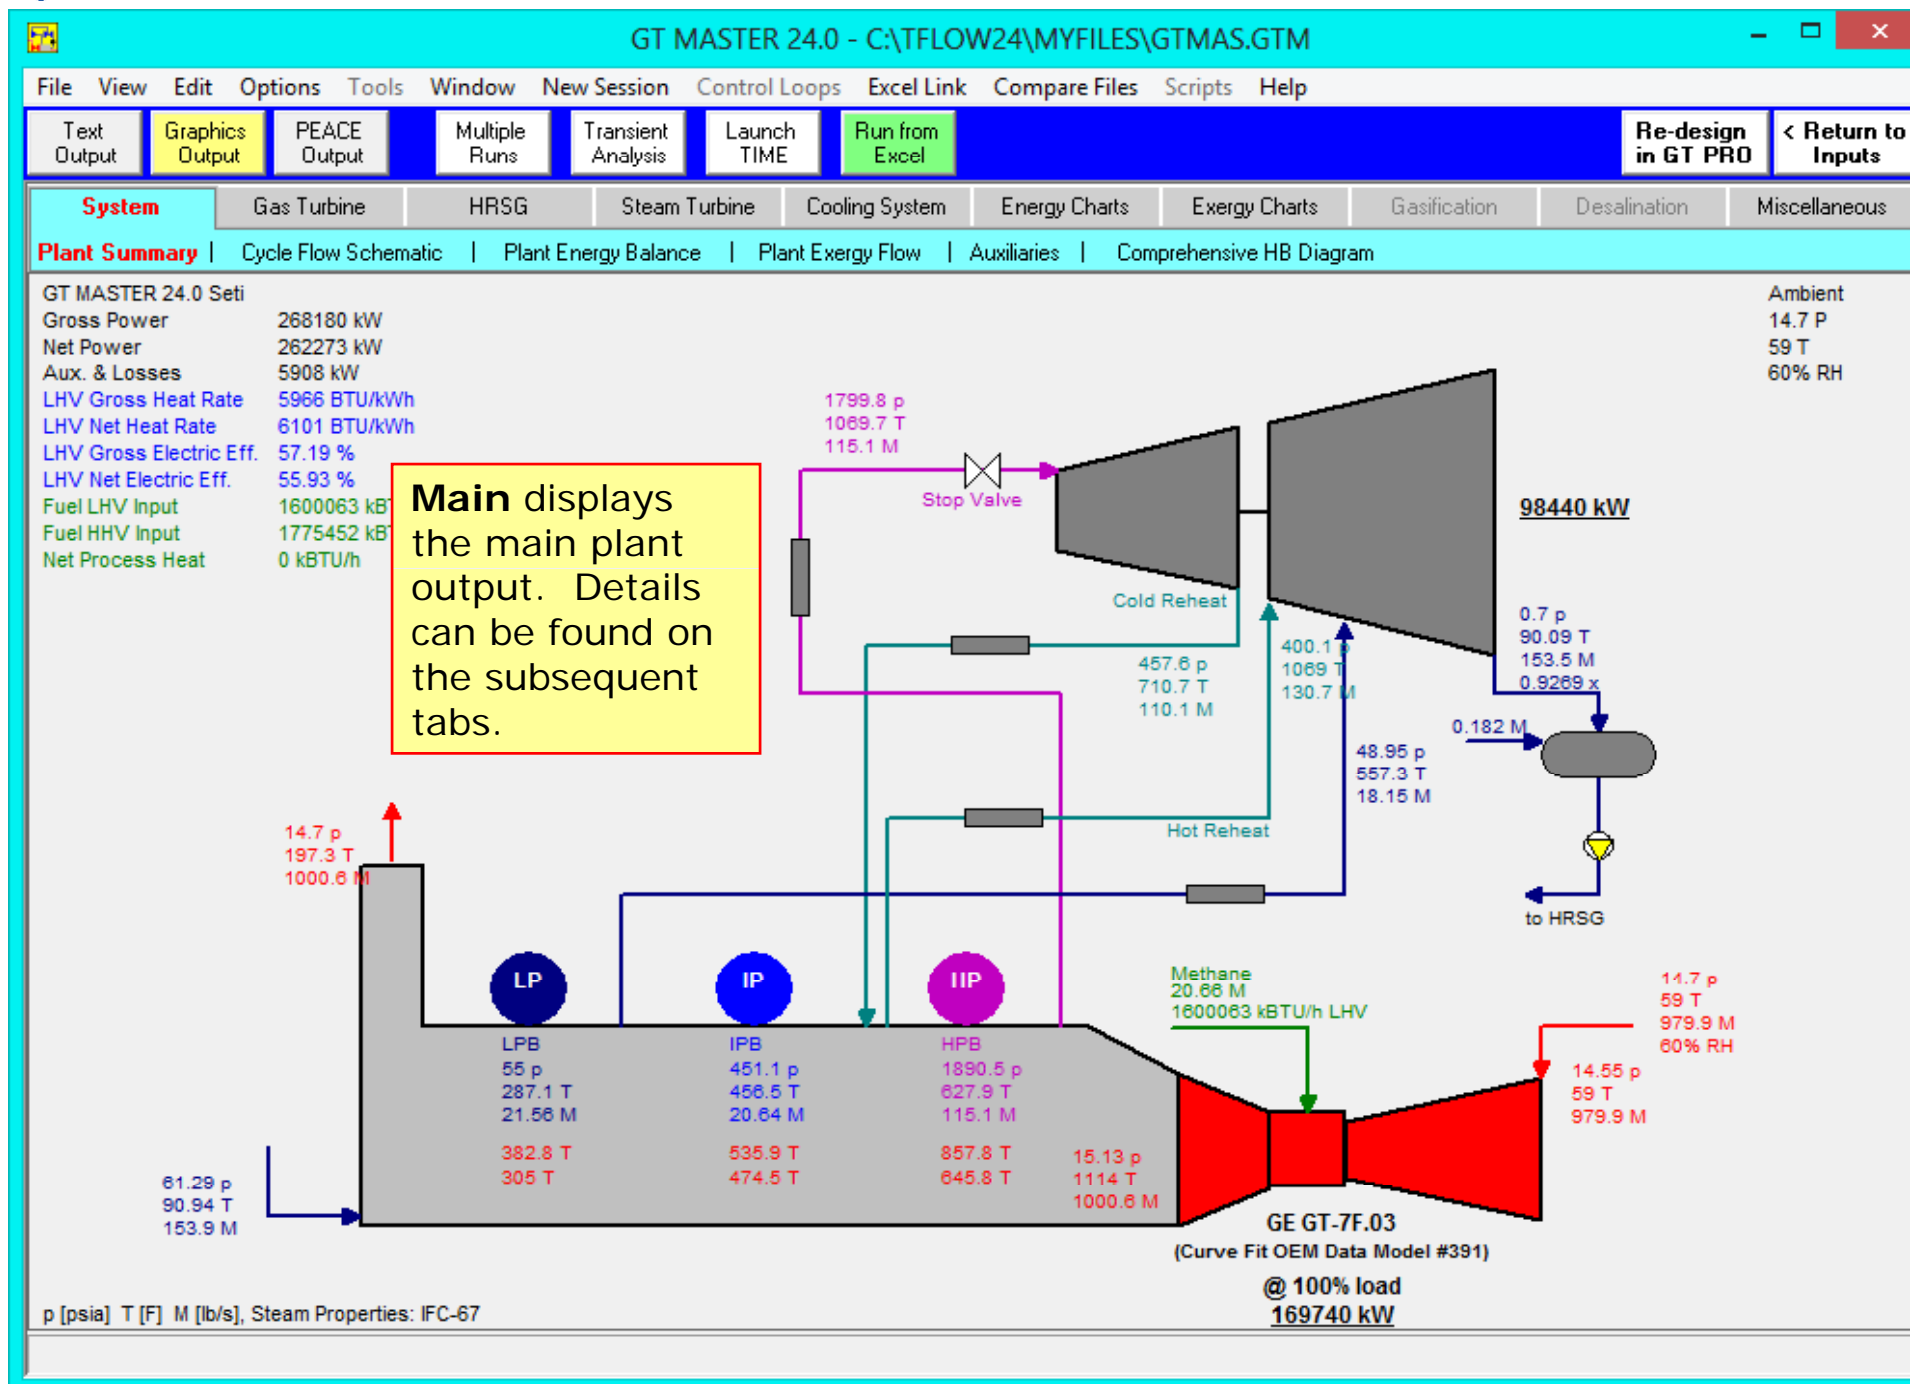 GT MASTER 24.0 - C:\TFLOW24\MYFILES\GTMAS.GTM
File View Edit Options Tools Window New Session Control Loops Excel Link Compare Files Scripts Help
Text Output
Graphics Output
PEACE Output
Multiple Runs
Transient Analysis
Launch TIME
Run from Excel
Re-design in GT PRO
< Return to Inputs
System Gas Turbine HRSG Steam Turbine Cooling System Energy Charts Exergy Charts Gasification Desalination Miscellaneous
Plant Summary | Cycle Flow Schematic | Plant Energy Balance | Plant Exergy Flow | Auxiliaries | Comprehensive HB Diagram
GT MASTER 24.0 Seti
Gross Power 268180 kW
Net Power 262273 kW
Aux. & Losses 5908 kW
LHV Gross Heat Rate 5966 BTU/kWh
LHV Net Heat Rate 6101 BTU/kWh
LHV Gross Electric Eff. 57.19 %
LHV Net Electric Eff. 55.93 %
Fuel LHV Input 1600063
Fuel HHV Input 1775452
Net Process Heat 0 kBTU/h
Ambient
14.7 P
59 T
60% RH
Main displays
the main plant
output. Details
can be found on
the subsequent
tabs.
1799.8 p
1069.7 T
115.1 M
Stop Valve
98440 kW
Cold Reheat
457.6 p
710.7 T
110.1 M
400.1 p
1069 T
130.7 M
0.7 p
90.09 T
153.5 M
0.9269 x
0.182 M
48.95 p
557.3 T
18.15 M
Hot Reheat
to HRSG
14.7 p
197.3 T
1000.6 M
LP
IP
HP
LPB
55 p
287.1 T
21.56 M
382.8 T
305 T
IPB
451.1 p
456.5 T
20.64 M
535.9 T
474.5 T
HPB
1890.5 p
627.9 T
115.1 M
857.8 T
645.8 T
15.13 p
1114 T
1000.6 M
Methane
20.66 M
1600063 kBTU/h LHV
14.7 p
59 T
979.9 M
60% RH
14.55 p
59 T
979.9 M
61.29 p
90.94 T
153.9 M
GE GT-7F.03
(Curve Fit OEM Data Model #391)
@ 100% load
169740 kW
p [psia] T [F] M [lb/s], Steam Properties: IFC-67